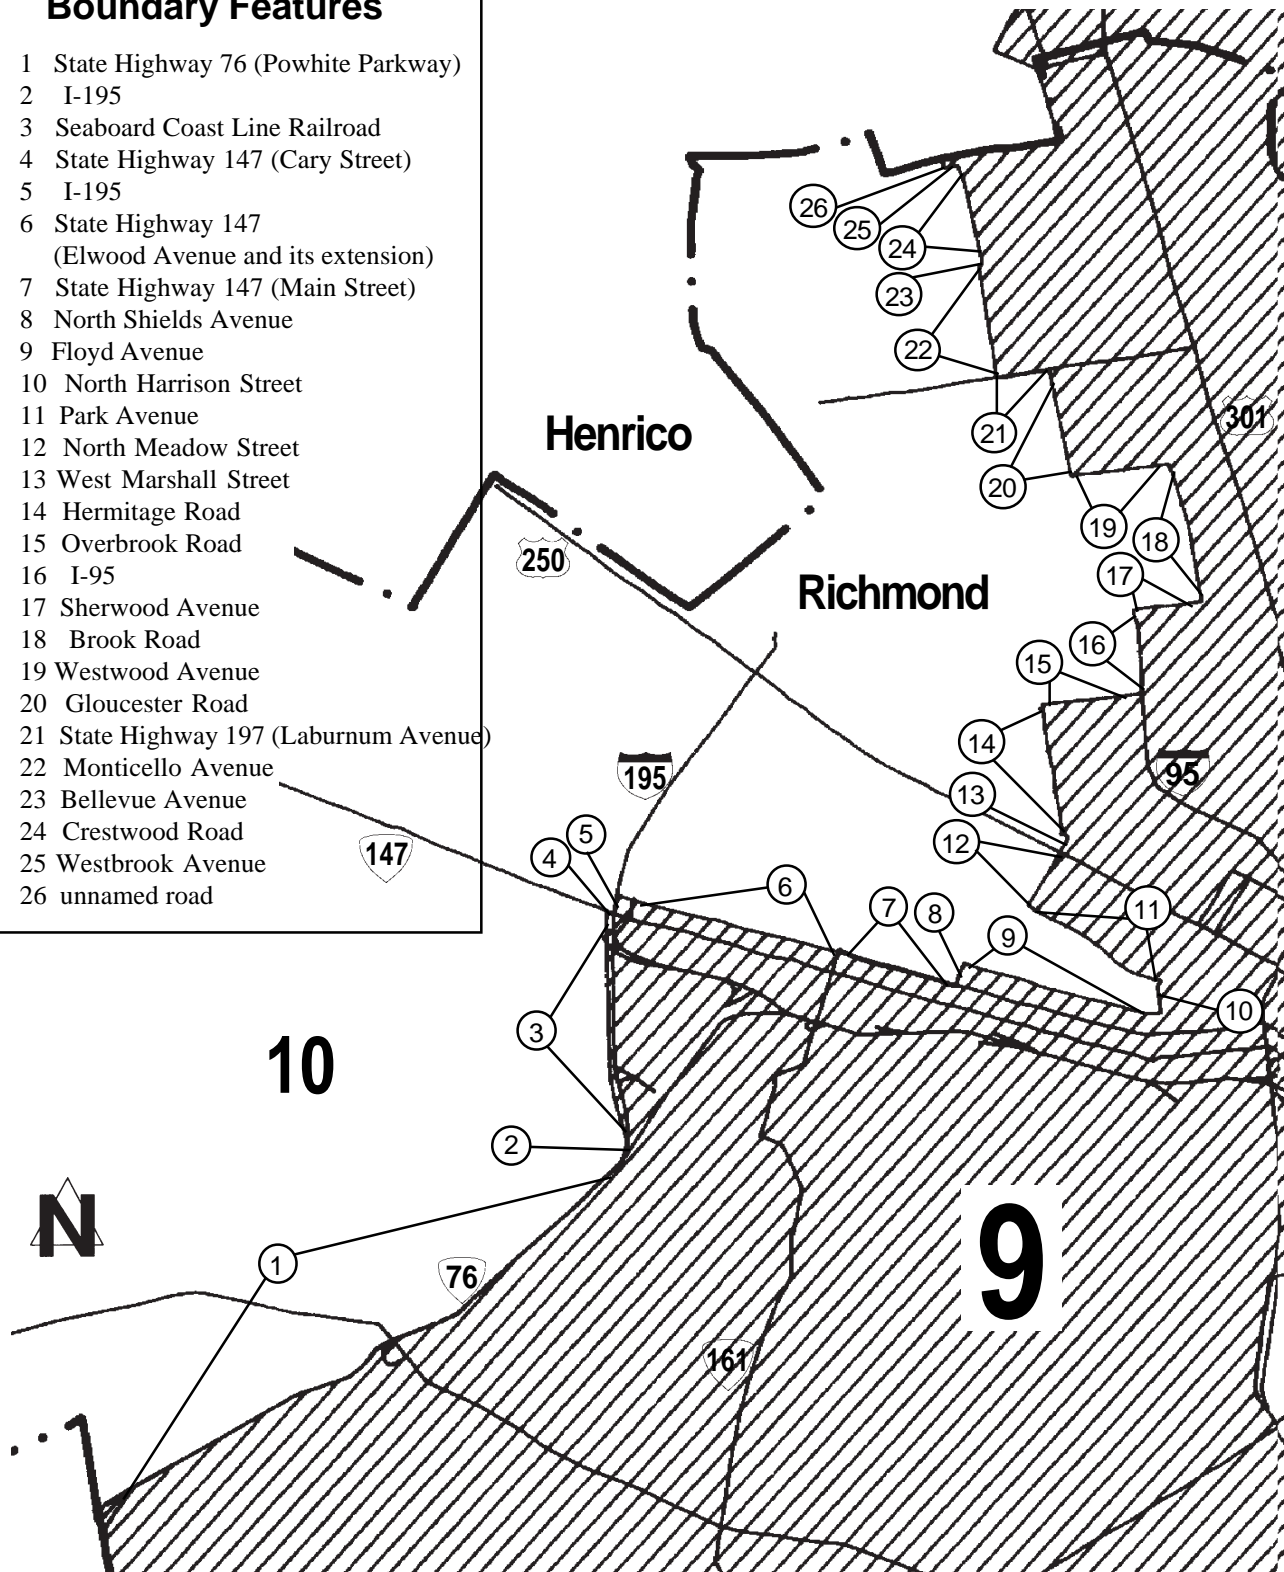 Boundary Features
1 State Highway 76 (Powhite Parkway)
2 I-195
3 Seaboard Coast Line Railroad
4 State Highway 147 (Cary Street)
5 I-195
6 State Highway 147
(Elwood Avenue and its extension)
7 State Highway 147 (Main Street)
8 North Shields Avenue
9 Floyd Avenue
10 North Harrison Street
11 Park Avenue
12 North Meadow Street
13 West Marshall Street
14 Hermitage Road
15 Overbrook Road
16 I-95
17 Sherwood Avenue
18 Brook Road
19 Westwood Avenue
20 Gloucester Road
21 State Highway 197 (Laburnum Avenue)
22 Monticello Avenue
23 Bellevue Avenue
24 Crestwood Road
25 Westbrook Avenue
26 unnamed road
26
25
24
23
22
301
21
Henrico
20
19
18
250
17
Richmond
16
15
14
195
95
13
5
12
147
4
6
7
8
11
9
10
3
10
2
N
9
1
76
161